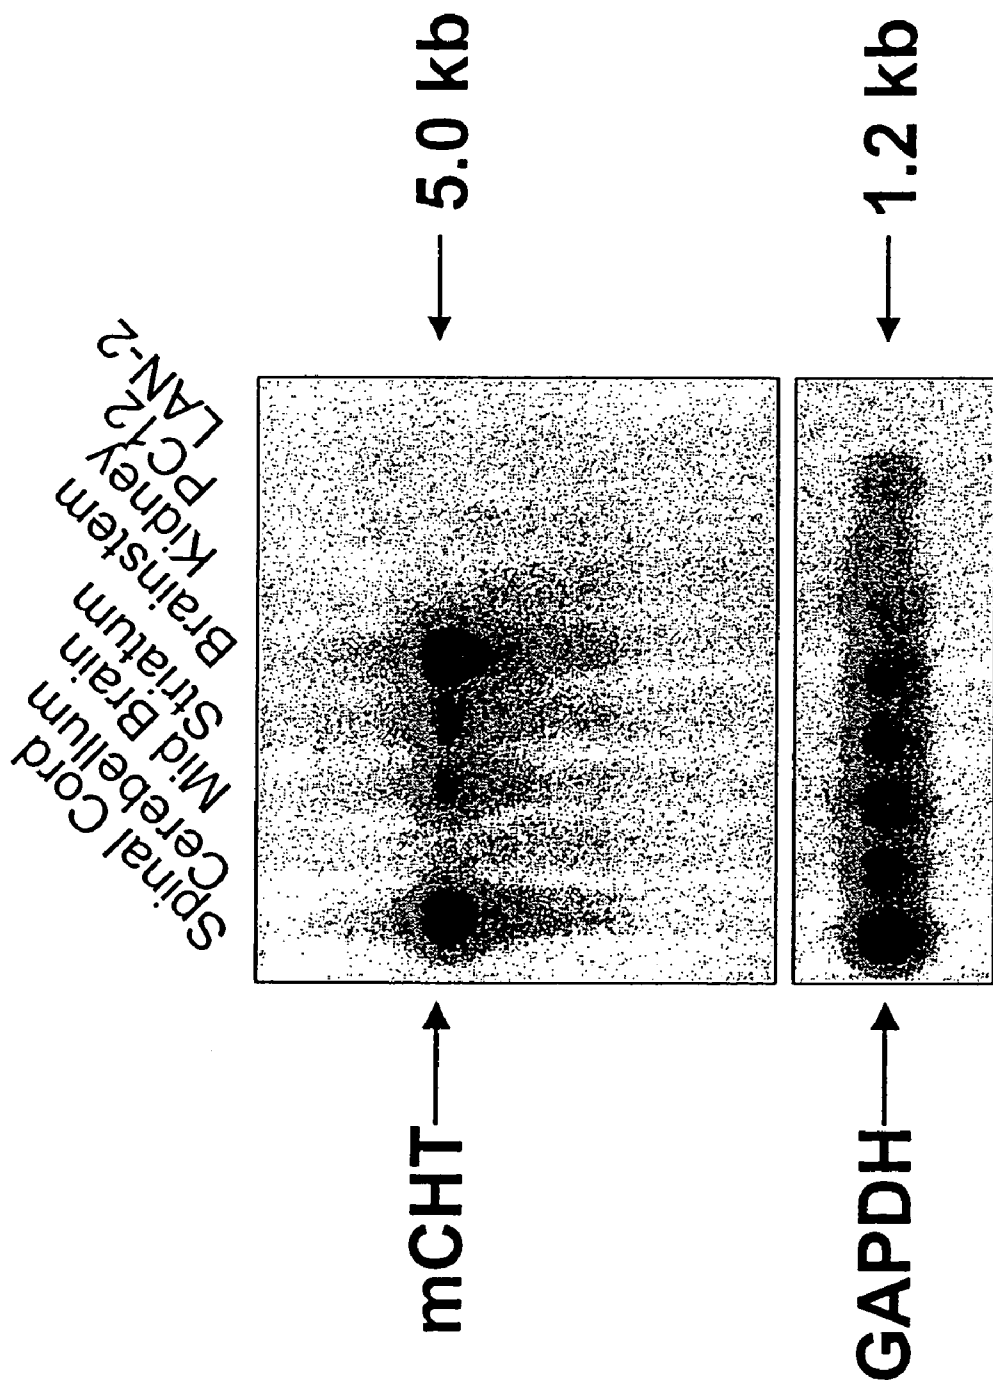 Spinal Cord
Cerebellum
Mid Brain
Striatum
Brainstem
Kidney
PC12
LAN-2
mCHT
5.0 kb
GAPDH
1.2 kb